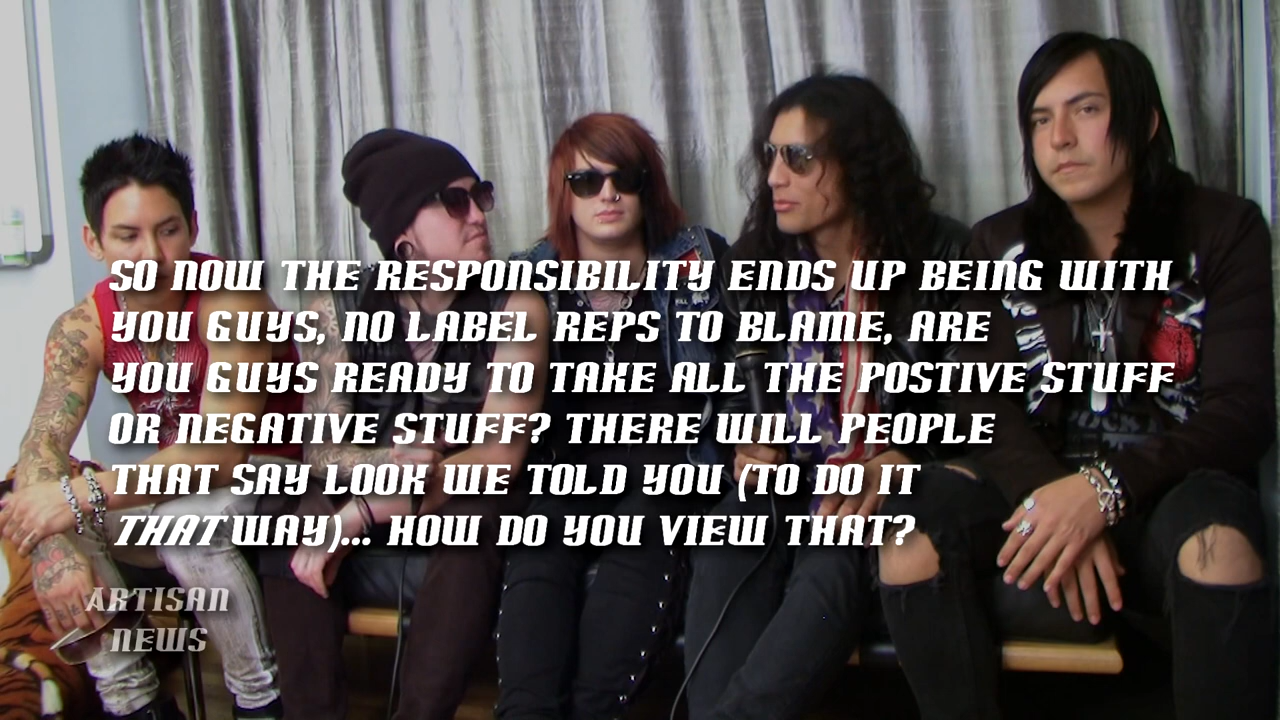 SO NOW THE RESPONSIBILITY ENDS UP BEING WITH
YOU GUYS, NO LABEL REPS TO BLAME, ARE
YOU GUYS READY TO TAKE ALL THE POSTIVE STUFF
OR NEGATIVE STUFF? THERE WILL PEOPLE
THAT SAY LOOK WE TOLD YOU (TO DO IT
THAT WAY)... HOW DO YOU VIEW THAT?
ARTISAN
NEWS